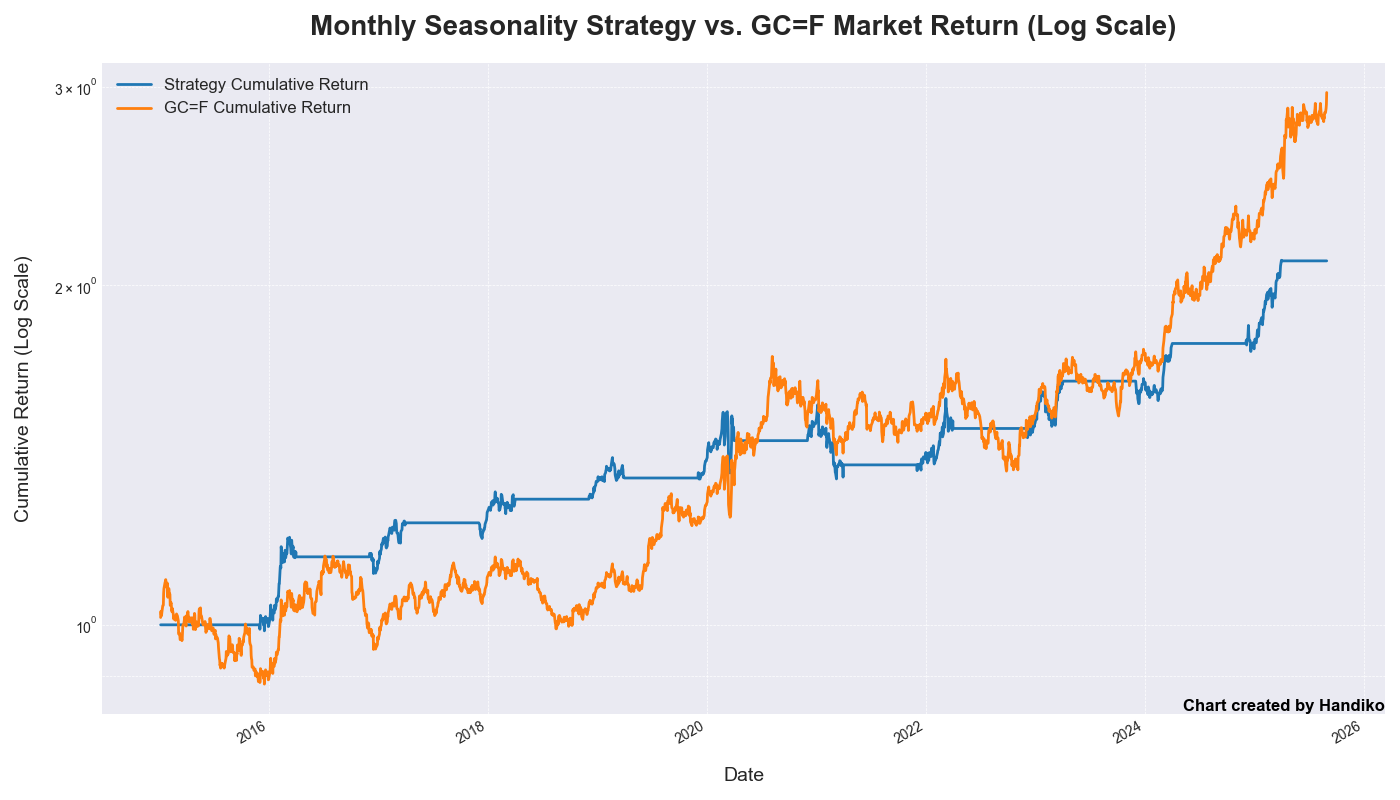 Monthly Seasonality Strategy vs. GC=F Market Return (Log Scale)
Strategy Cumulative Return
GC=F Cumulative Return
3 × 10⁰
2 × 10⁰
10⁰
Cumulative Return (Log Scale)
Chart created by Handiko
2016 2018 2020 2022 2024 2026
Date